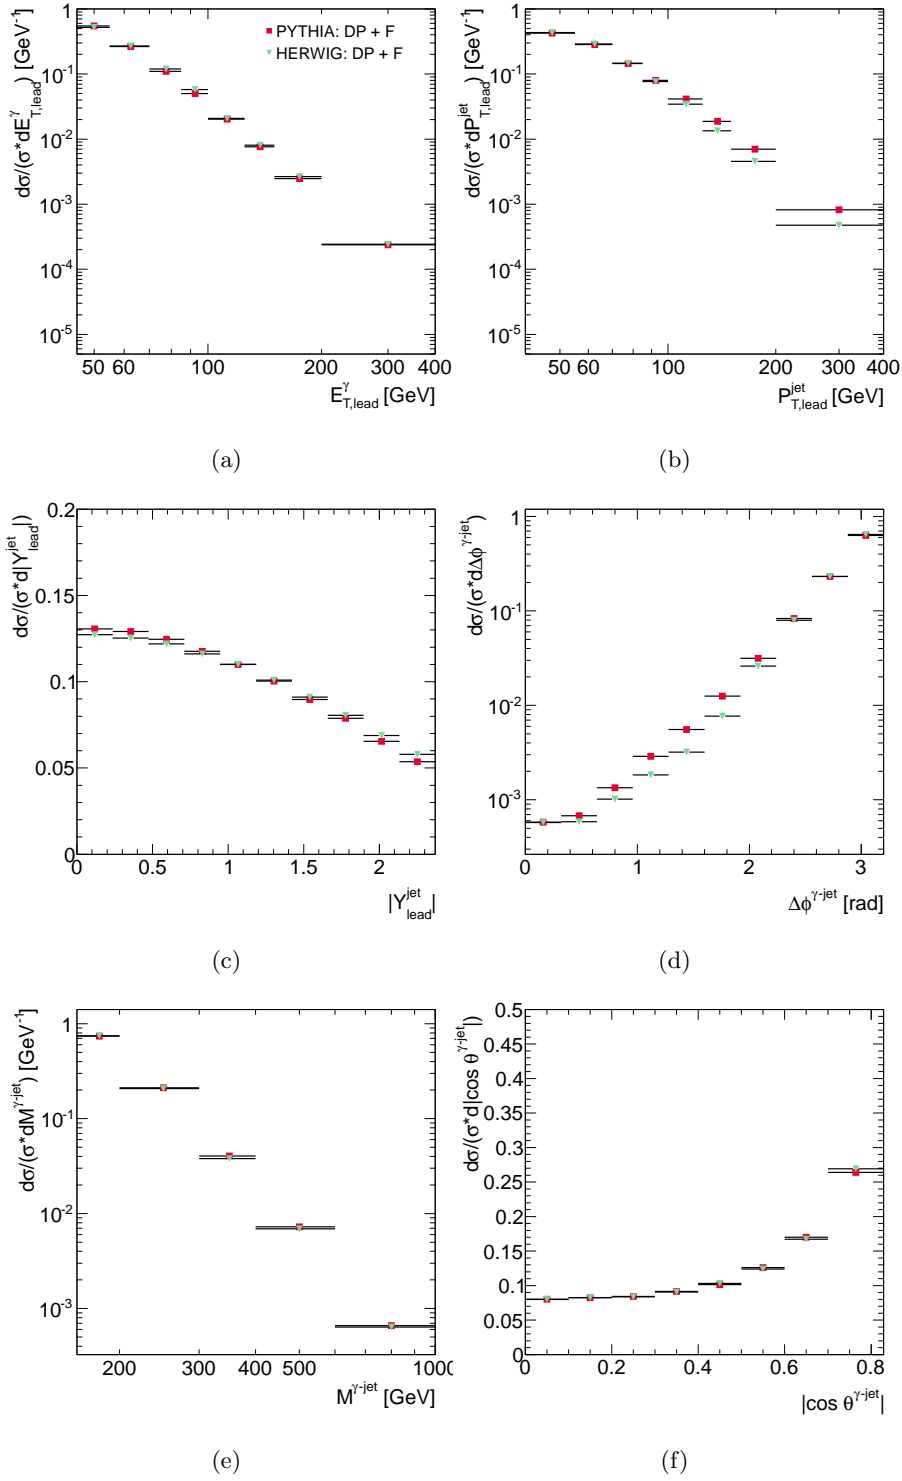 dσ/(σ*dE^γ_T,lead) [GeV⁻¹]
1
10⁻¹
10⁻²
10⁻³
10⁻⁴
10⁻⁵
PYTHIA: DP + F
HERWIG: DP + F
50 60 100 200 300 400
E^γ_T,lead [GeV]
(a)
dσ/(σ*dP^jet_T,lead) [GeV⁻¹]
1
10⁻¹
10⁻²
10⁻³
10⁻⁴
10⁻⁵
50 60 100 200 300 400
P^jet_T,lead [GeV]
(b)
dσ/(σ*d|Y^jet_lead|)
0.2
0.15
0.1
0.05
0
0 0.5 1 1.5 2
|Y^jet_lead|
(c)
dσ/(σ*dΔϕ^γ-jet)
1
10⁻¹
10⁻²
10⁻³
0 1 2 3
Δϕ^γ-jet [rad]
(d)
dσ/(σ*dM^γ-jet) [GeV⁻¹]
1
10⁻¹
10⁻²
10⁻³
200 300 400 500 1000
M^γ-jet [GeV]
(e)
dσ/(σ*d|cos θ^γ-jet|)
0.5
0.45
0.4
0.35
0.3
0.25
0.2
0.15
0.1
0.05
0
0 0.2 0.4 0.6 0.8
|cos θ^γ-jet|
(f)